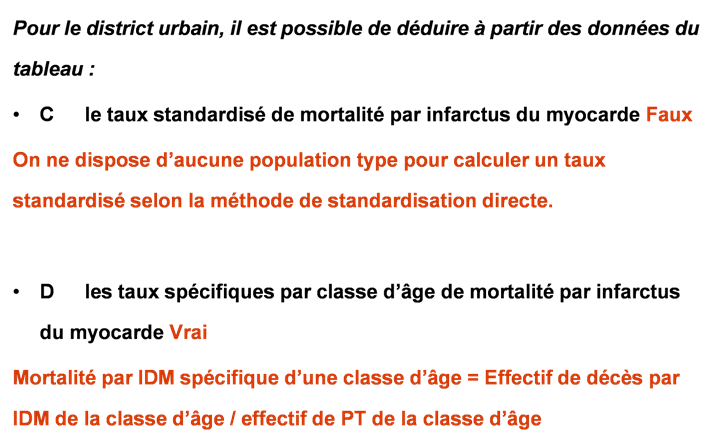 Pour le district urbain, il est possible de déduire à partir des données du
tableau :
• C le taux standardisé de mortalité par infarctus du myocarde Faux
On ne dispose d’aucune population type pour calculer un taux
standardisé selon la méthode de standardisation directe.
• D les taux spécifiques par classe d’âge de mortalité par infarctus
du myocarde Vrai
Mortalité par IDM spécifique d’une classe d’âge = Effectif de décès par
IDM de la classe d’âge / effectif de PT de la classe d’âge